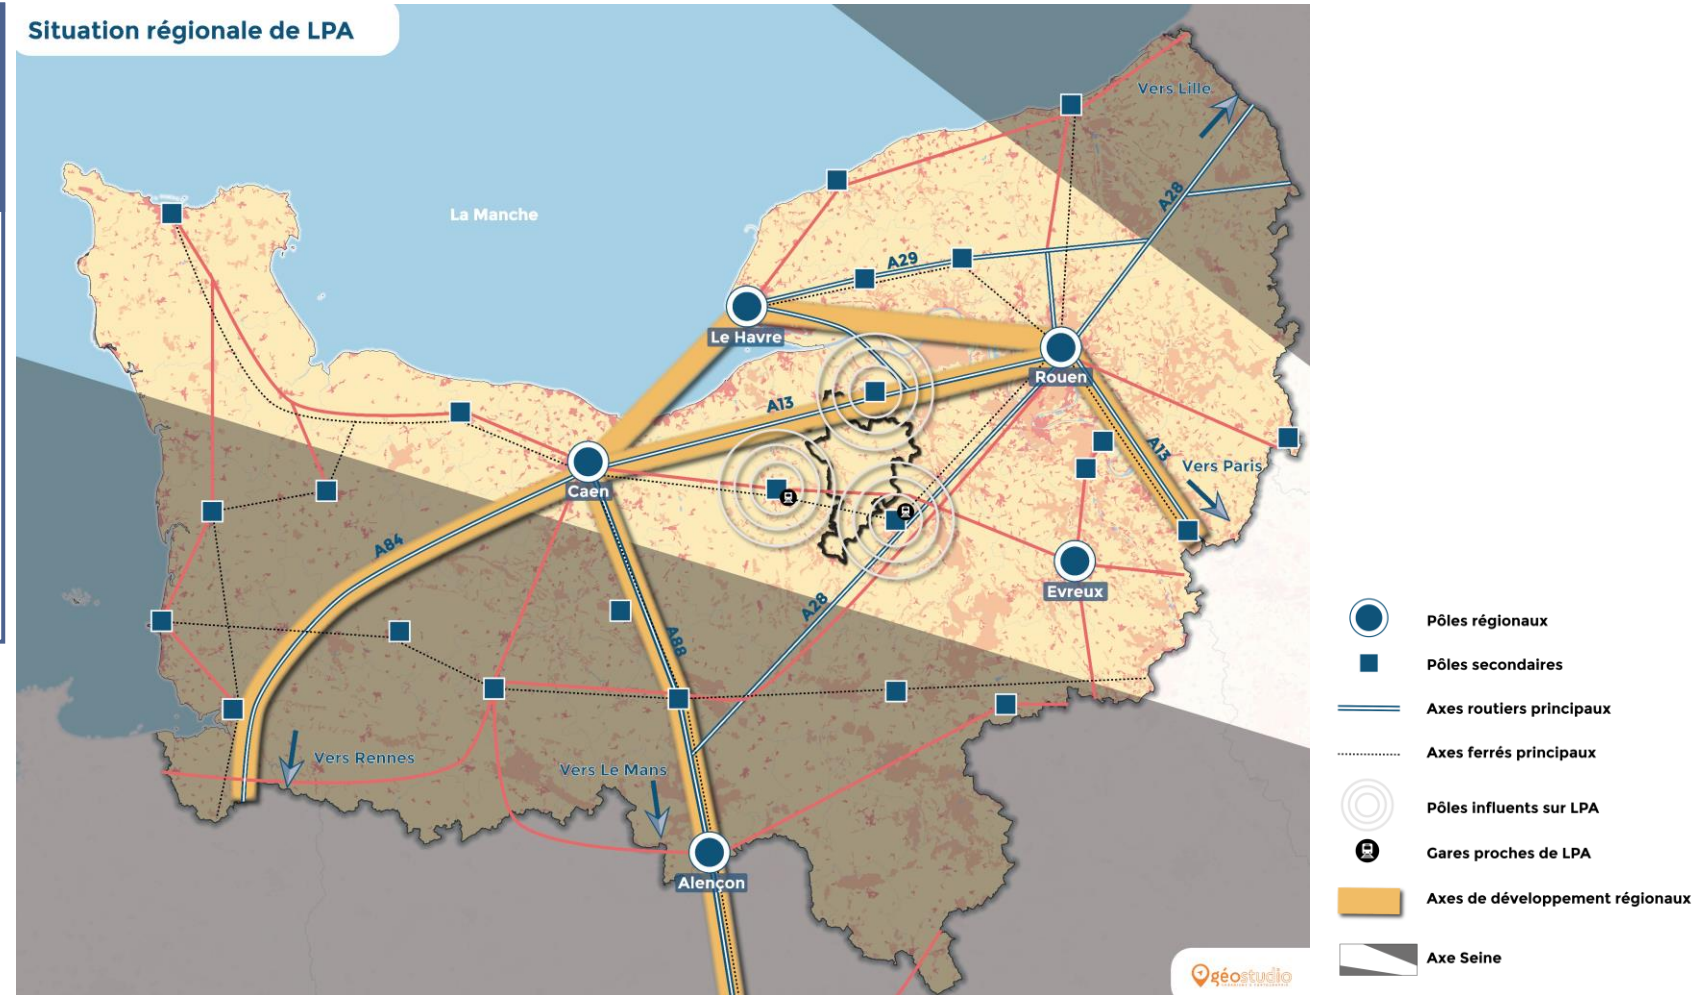 Situation régionale de LPA
Vers Lille
A28
La Manche
A29
Le Havre
Rouen
A13
A13
Vers Paris
Caen
A84
Evreux
A28
A88
Vers Rennes
Vers Le Mans
Alençon
géostudio
Pôles régionaux
Pôles secondaires
Axes routiers principaux
Axes ferrés principaux
Pôles influents sur LPA
Gares proches de LPA
Axes de développement régionaux
Axe Seine